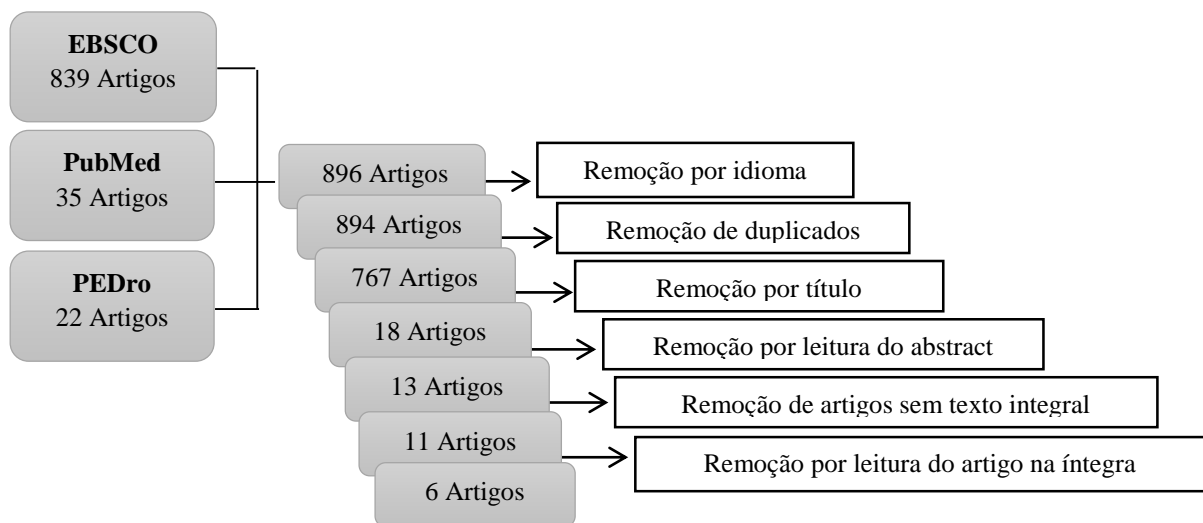 EBSCO
839 Artigos
PubMed
35 Artigos
PEDro
22 Artigos
896 Artigos
Remoção por idioma
894 Artigos
Remoção de duplicados
767 Artigos
Remoção por título
18 Artigos
Remoção por leitura do abstract
13 Artigos
Remoção de artigos sem texto integral
11 Artigos
Remoção por leitura do artigo na íntegra
6 Artigos